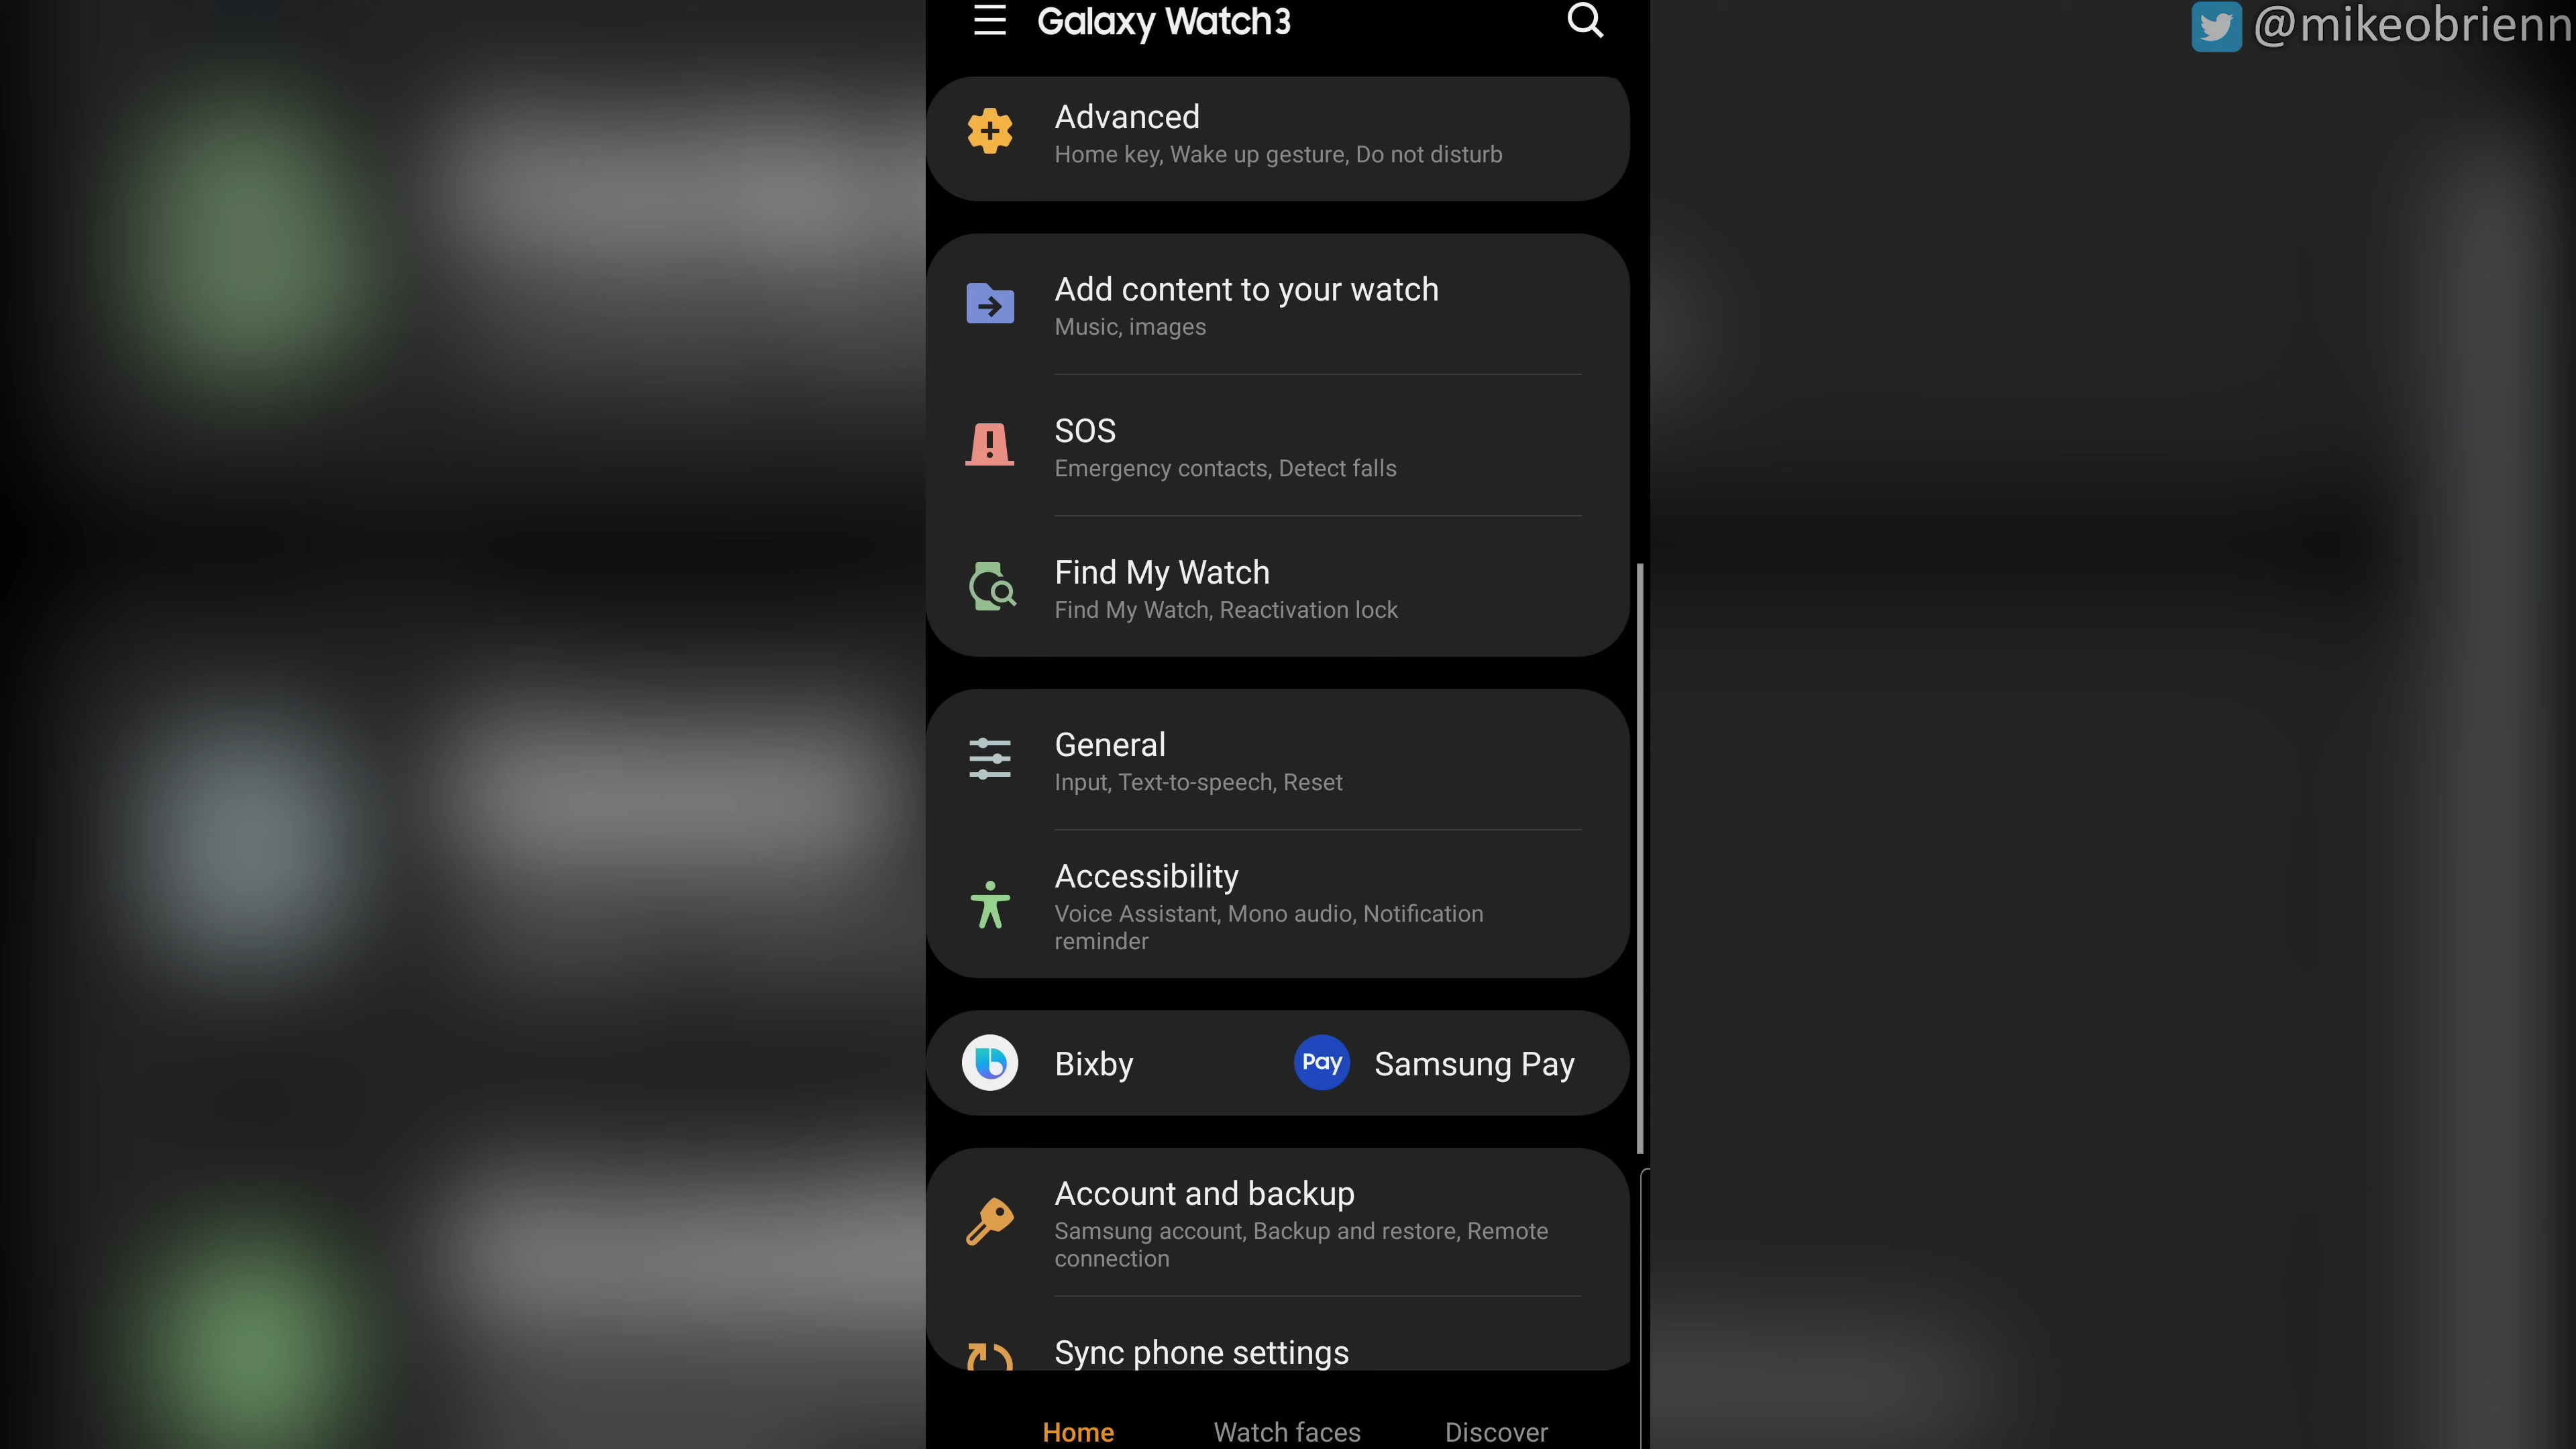 Galaxy Watch3
@mikeobrienn
Advanced
Home key, Wake up gesture, Do not disturb
Add content to your watch
Music, images
SOS
Emergency contacts, Detect falls
Find My Watch
Find My Watch, Reactivation lock
General
Input, Text-to-speech, Reset
Accessibility
Voice Assistant, Mono audio, Notification
reminder
Bixby
Pay Samsung Pay
Account and backup
Samsung account, Backup and restore, Remote
connection
Sync phone settings
Home Watch faces Discover